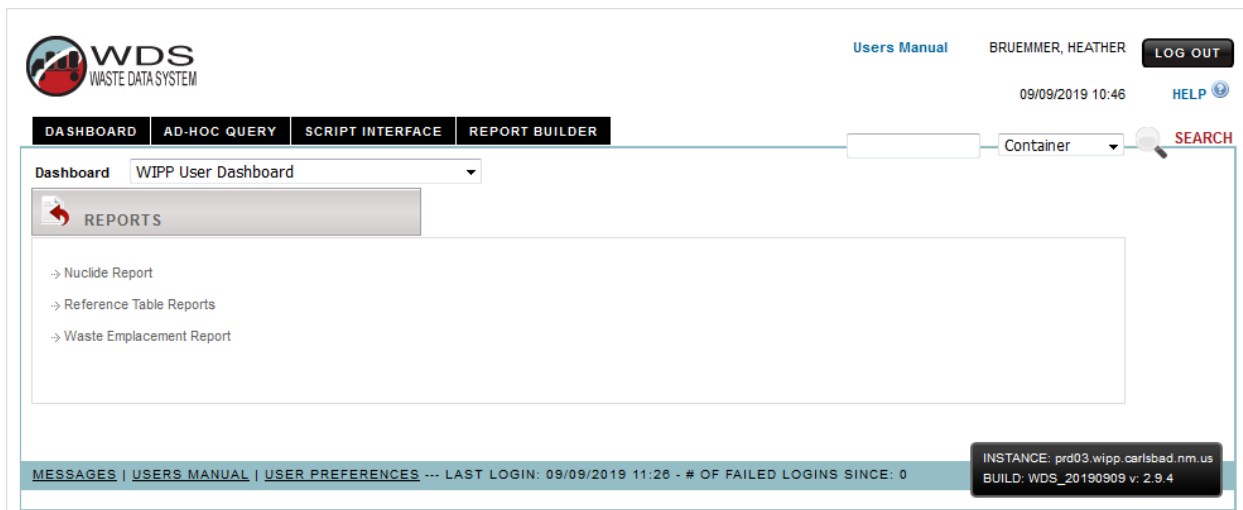 WDS
WASTE DATA SYSTEM
Users Manual
BRUEMMER, HEATHER
LOG OUT
09/09/2019 10:46
HELP ?
DASHBOARD
AD-HOC QUERY
SCRIPT INTERFACE
REPORT BUILDER
Container
SEARCH
Dashboard
WIPP User Dashboard
REPORTS
Nuclide Report
Reference Table Reports
Waste Emplacement Report
MESSAGES | USERS MANUAL | USER PREFERENCES --- LAST LOGIN: 09/09/2019 11:26 - # OF FAILED LOGINS SINCE: 0
INSTANCE: prd03.wipp.carlsbad.nm.us
BUILD: WDS_20190909 v: 2.9.4